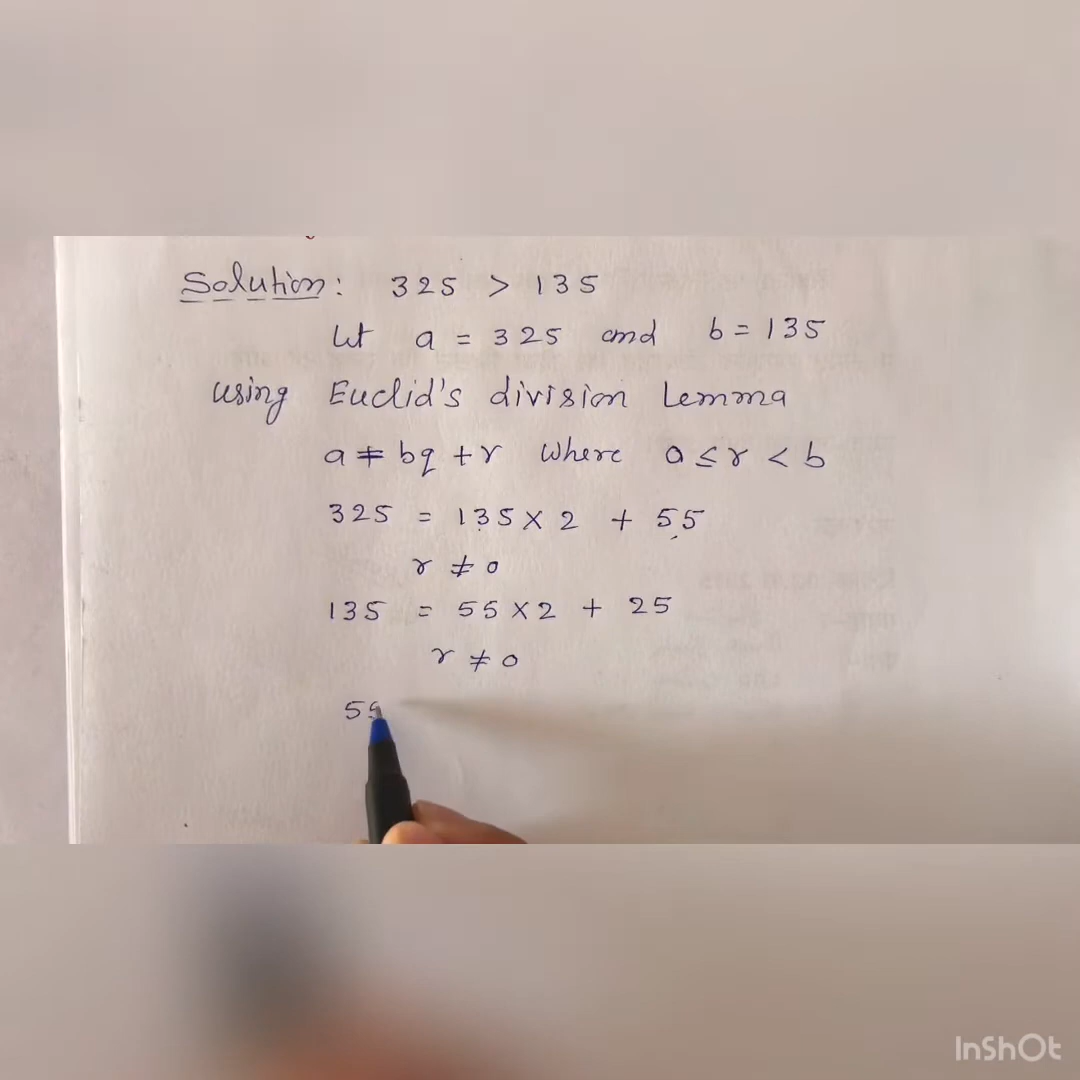 Solution: 325 > 135
Let a = 325 and b = 135
using Euclid's division Lemma
a = bq + r where 0 ≤ r < b
325 = 135 × 2 + 55
r ≠ 0
135 = 55 × 2 + 25
r ≠ 0
55
InShOt